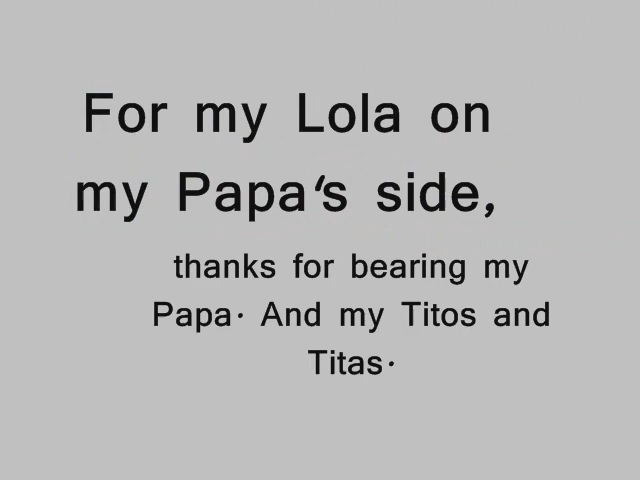 For my Lola on
my Papa's side,
thanks for bearing my
Papa. And my Titos and
Titas.